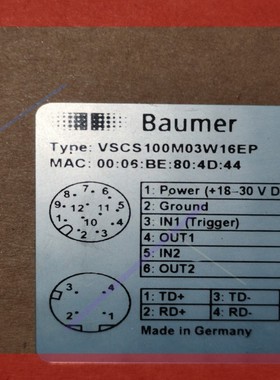 Baumer
Type: VSCS100M03W16EP
MAC: 00:06:BE:80:4D:44
8 7 6
9 12 11 5
1 10 4
2 3
1: Power (+18–30 V D
2: Ground
3: IN1 (Trigger)
4: OUT1
5: IN2
6: OUT2
3 4
2 1
1: TD+ 3: TD-
2: RD+ 4: RD-
Made in Germany